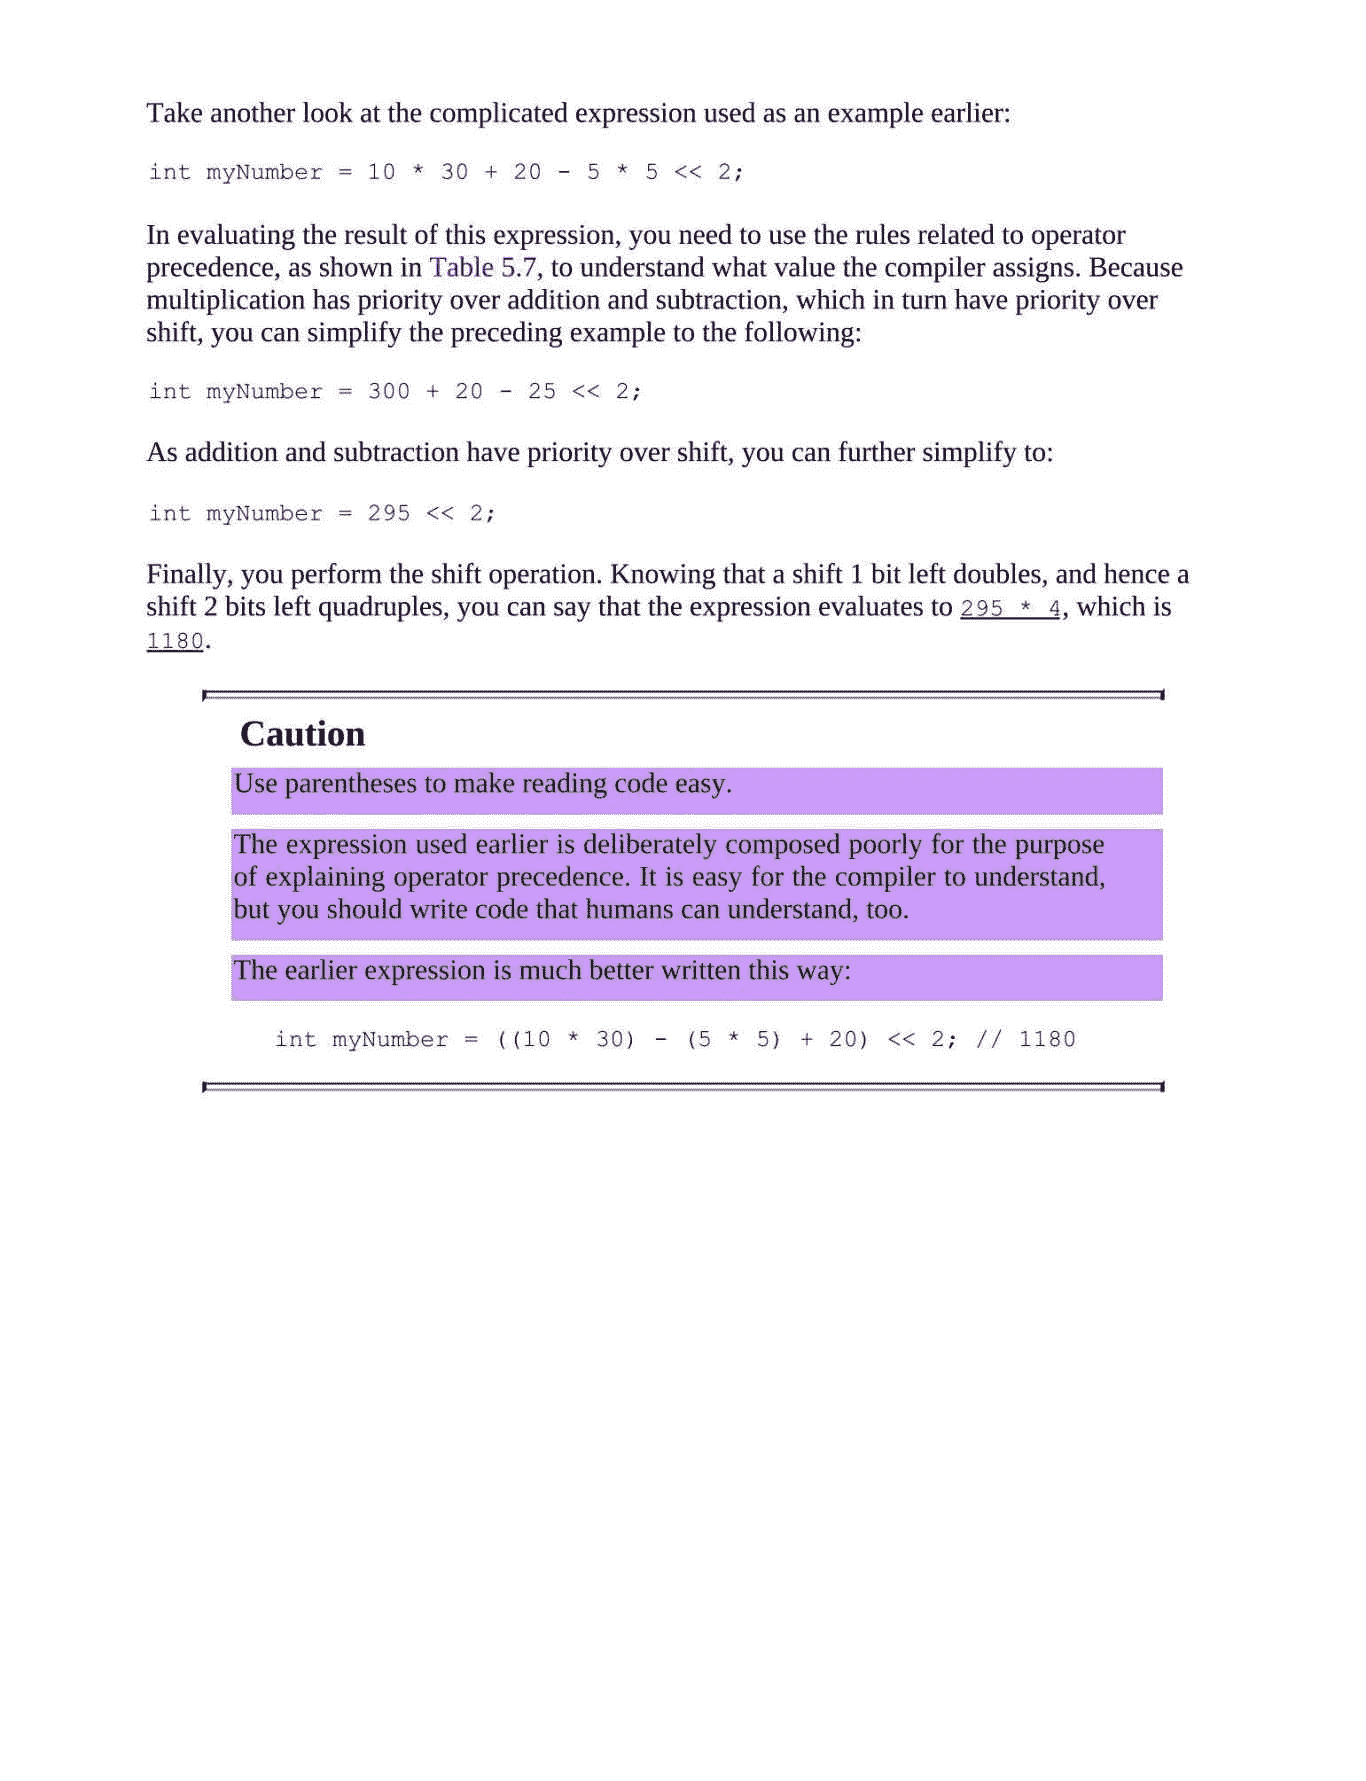 Take another look at the complicated expression used as an example earlier:
int myNumber = 10 * 30 + 20 - 5 * 5 << 2;
In evaluating the result of this expression, you need to use the rules related to operator
precedence, as shown in Table 5.7, to understand what value the compiler assigns. Because
multiplication has priority over addition and subtraction, which in turn have priority over
shift, you can simplify the preceding example to the following:
int myNumber = 300 + 20 - 25 << 2;
As addition and subtraction have priority over shift, you can further simplify to:
int myNumber = 295 << 2;
Finally, you perform the shift operation. Knowing that a shift 1 bit left doubles, and hence a
shift 2 bits left quadruples, you can say that the expression evaluates to 295 * 4, which is
1180.
Caution
Use parentheses to make reading code easy.
The expression used earlier is deliberately composed poorly for the purpose
of explaining operator precedence. It is easy for the compiler to understand,
but you should write code that humans can understand, too.
The earlier expression is much better written this way:
int myNumber = ((10 * 30) - (5 * 5) + 20) << 2; // 1180